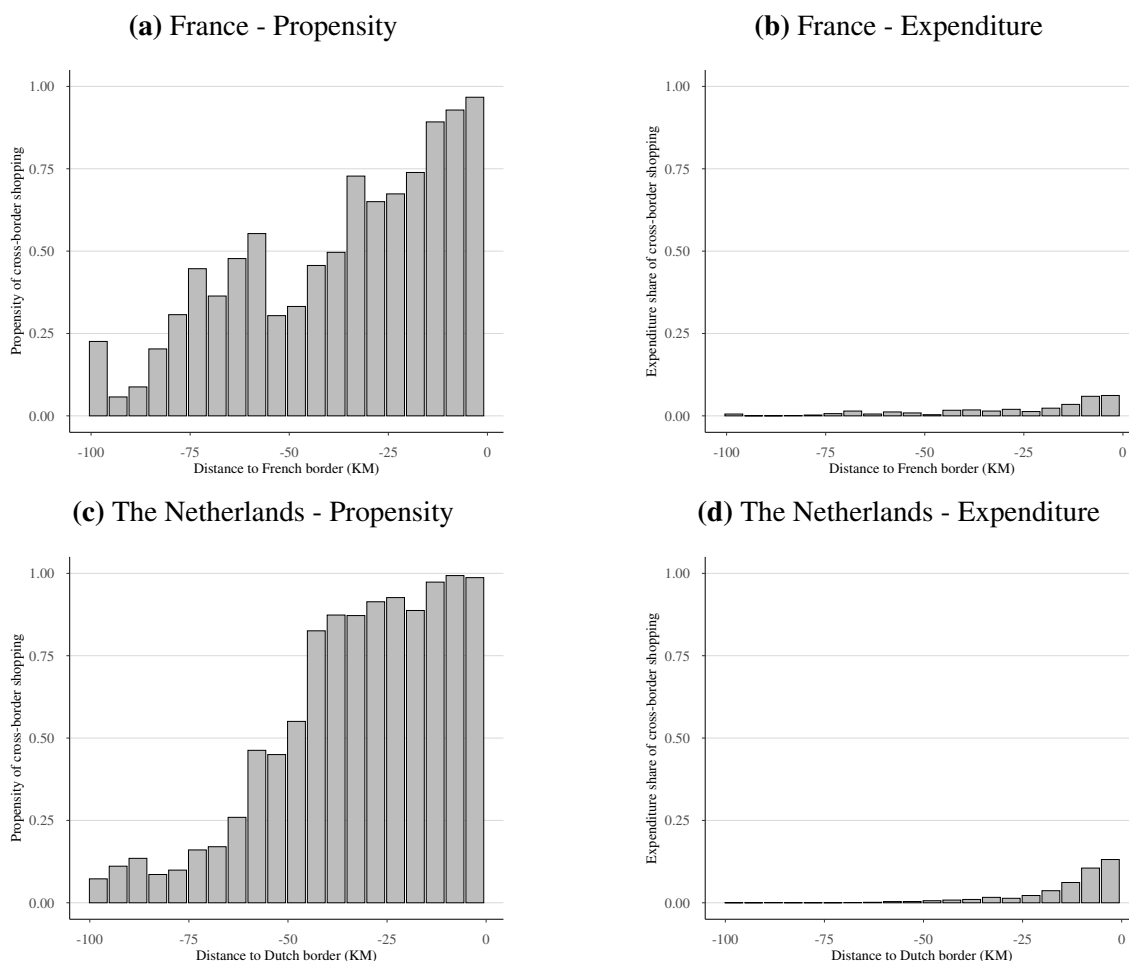 (a) France - Propensity
Propensity of cross-border shopping
1.00
0.75
0.50
0.25
0.00
-100 -75 -50 -25 0
Distance to French border (KM)
(b) France - Expenditure
Expenditure share of cross-border shopping
1.00
0.75
0.50
0.25
0.00
-100 -75 -50 -25 0
Distance to French border (KM)
(c) The Netherlands - Propensity
Propensity of cross-border shopping
1.00
0.75
0.50
0.25
0.00
-100 -75 -50 -25 0
Distance to Dutch border (KM)
(d) The Netherlands - Expenditure
Expenditure share of cross-border shopping
1.00
0.75
0.50
0.25
0.00
-100 -75 -50 -25 0
Distance to Dutch border (KM)